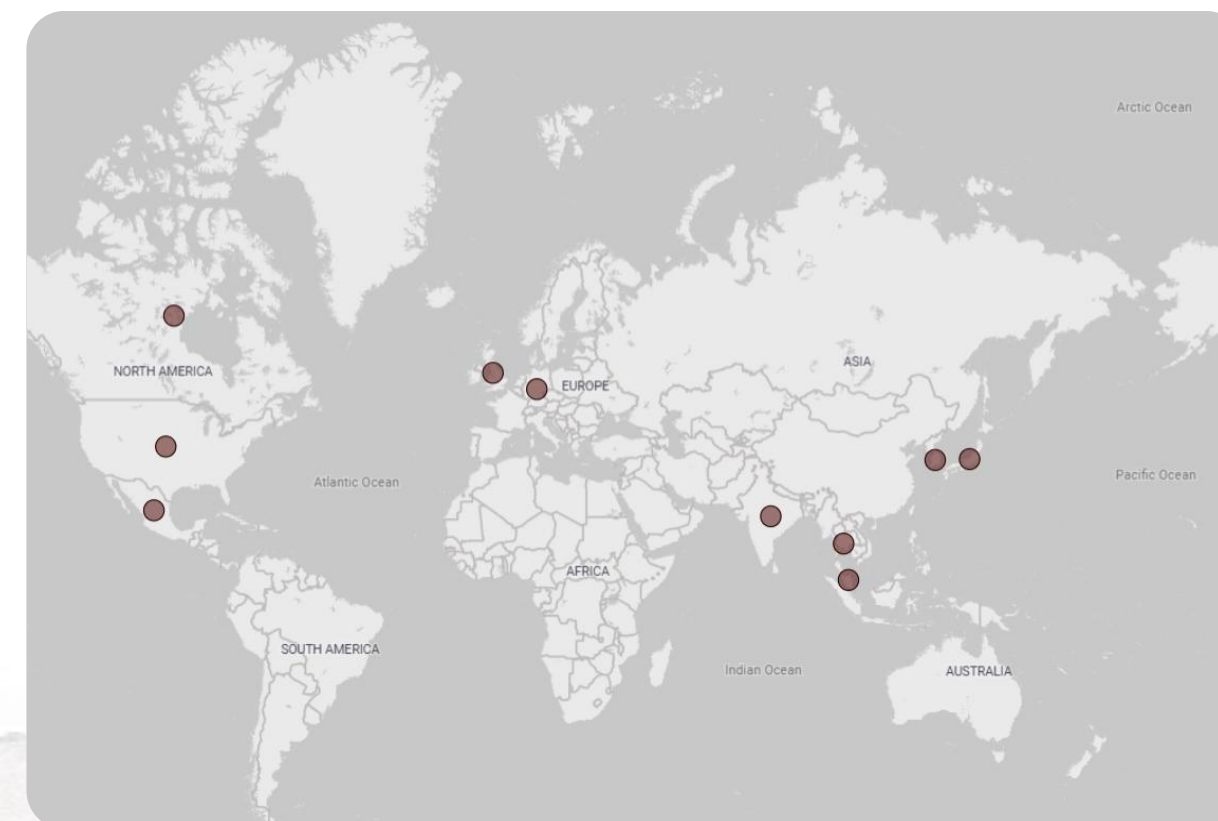 Arctic Ocean
ASIA
NORTH AMERICA
EUROPE
Atlantic Ocean
Pacific Ocean
AFRICA
SOUTH AMERICA
Indian Ocean
AUSTRALIA